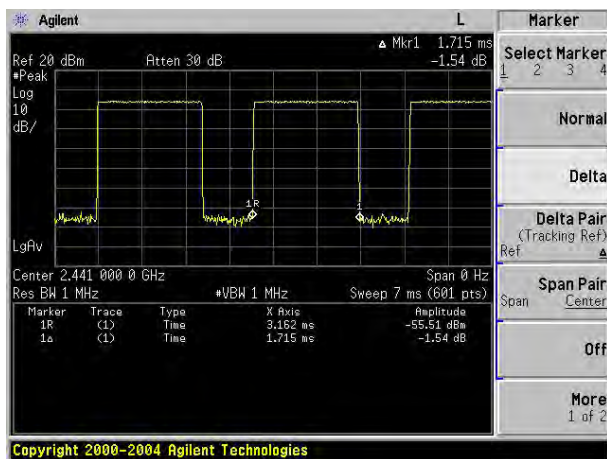 Agilent L Marker
Δ Mkr1 1.715 ms
Ref 20 dBm Atten 30 dB -1.54 dB
#Peak
Log
10
dB/
1R
1
LgAv
Center 2.441 000 0 GHz Span 0 Hz
Res BW 1 MHz #VBW 1 MHz Sweep 7 ms (601 pts)
Marker Trace Type X Axis Amplitude
1R (1) Time 3.162 ms -55.51 dBm
1Δ (1) Time 1.715 ms -1.54 dB
Select Marker
1 2 3 4
Normal
Delta
Delta Pair
(Tracking Ref)
Ref Δ
Span Pair
Span Center
Off
More
1 of 2
Copyright 2000-2004 Agilent Technologies